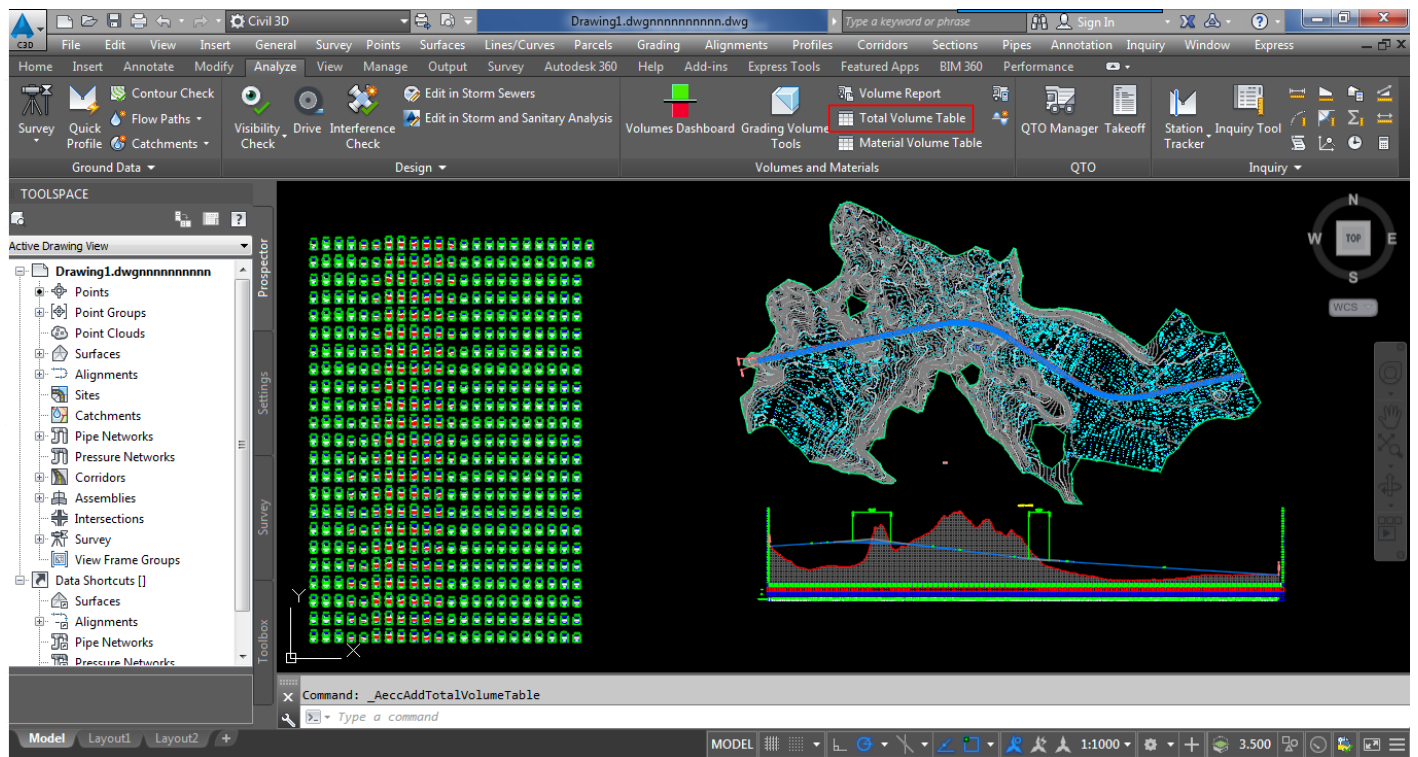 Civil 3D
Drawing1.dwgnnnnnnnnnn.dwg
Type a keyword or phrase
Sign In
C3D
File Edit View Insert General Survey Points Surfaces Lines/Curves Parcels Grading Alignments Profiles Corridors Sections Pipes Annotation Inquiry Window Express
Home Insert Annotate Modify Analyze View Manage Output Survey Autodesk 360 Help Add-ins Express Tools Featured Apps BIM 360 Performance
Survey
Quick Profile
Contour Check
Flow Paths
Catchments
Ground Data
Visibility Check
Drive
Interference Check
Edit in Storm Sewers
Edit in Storm and Sanitary Analysis
Design
Volumes Dashboard
Grading Volume Tools
Volume Report
Total Volume Table
Material Volume Table
Volumes and Materials
QTO Manager
Takeoff
QTO
Station Tracker
Inquiry Tool
Inquiry
TOOLSPACE
Active Drawing View
Drawing1.dwgnnnnnnnnnn
Points
Point Groups
Point Clouds
Surfaces
Alignments
Sites
Catchments
Pipe Networks
Pressure Networks
Corridors
Assemblies
Intersections
Survey
View Frame Groups
Data Shortcuts []
Surfaces
Alignments
Pipe Networks
Pressure Networks
Prospector
Settings
Survey
Toolbox
N
W TOP E
S
WCS
Y
X
Command: _AeccAddTotalVolumeTable
Type a command
Model Layout1 Layout2 +
MODEL 1:1000 3.500